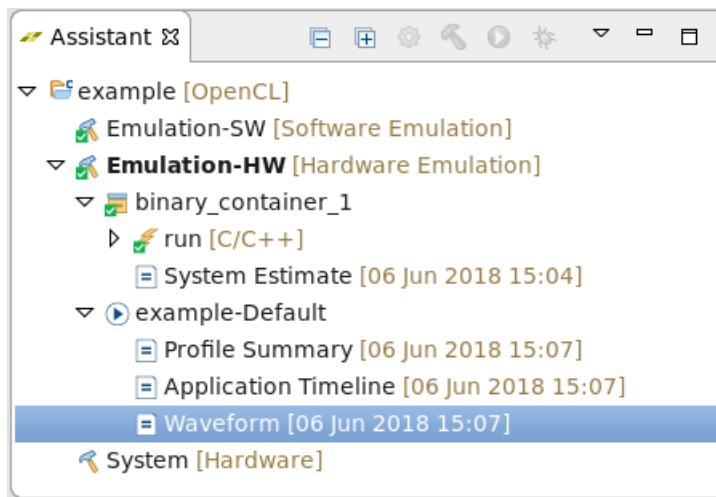 Assistant
example [OpenCL]
Emulation-SW [Software Emulation]
Emulation-HW [Hardware Emulation]
binary_container_1
run [C/C++]
System Estimate [06 Jun 2018 15:04]
example-Default
Profile Summary [06 Jun 2018 15:07]
Application Timeline [06 Jun 2018 15:07]
Waveform [06 Jun 2018 15:07]
System [Hardware]